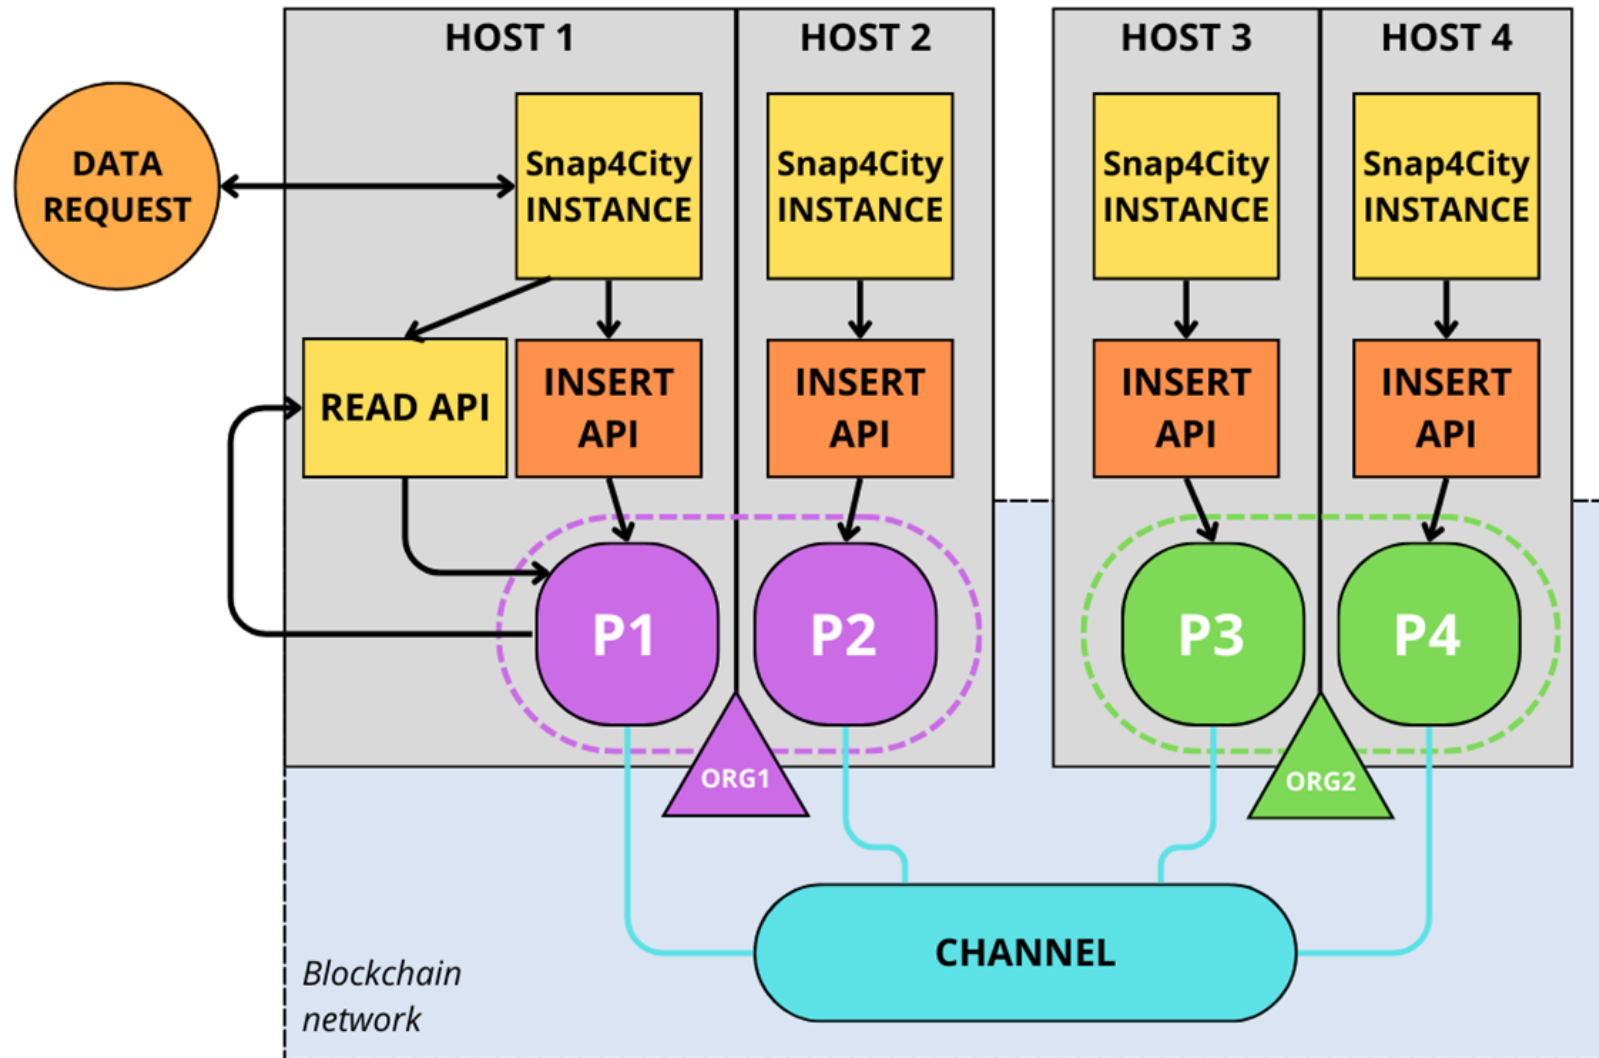 HOST 1
HOST 2
HOST 3
HOST 4
DATA
REQUEST
Snap4City
INSTANCE
Snap4City
INSTANCE
Snap4City
INSTANCE
Snap4City
INSTANCE
READ API
INSERT
API
INSERT
API
INSERT
API
INSERT
API
P1
P2
P3
P4
ORG1
ORG2
CHANNEL
Blockchain
network